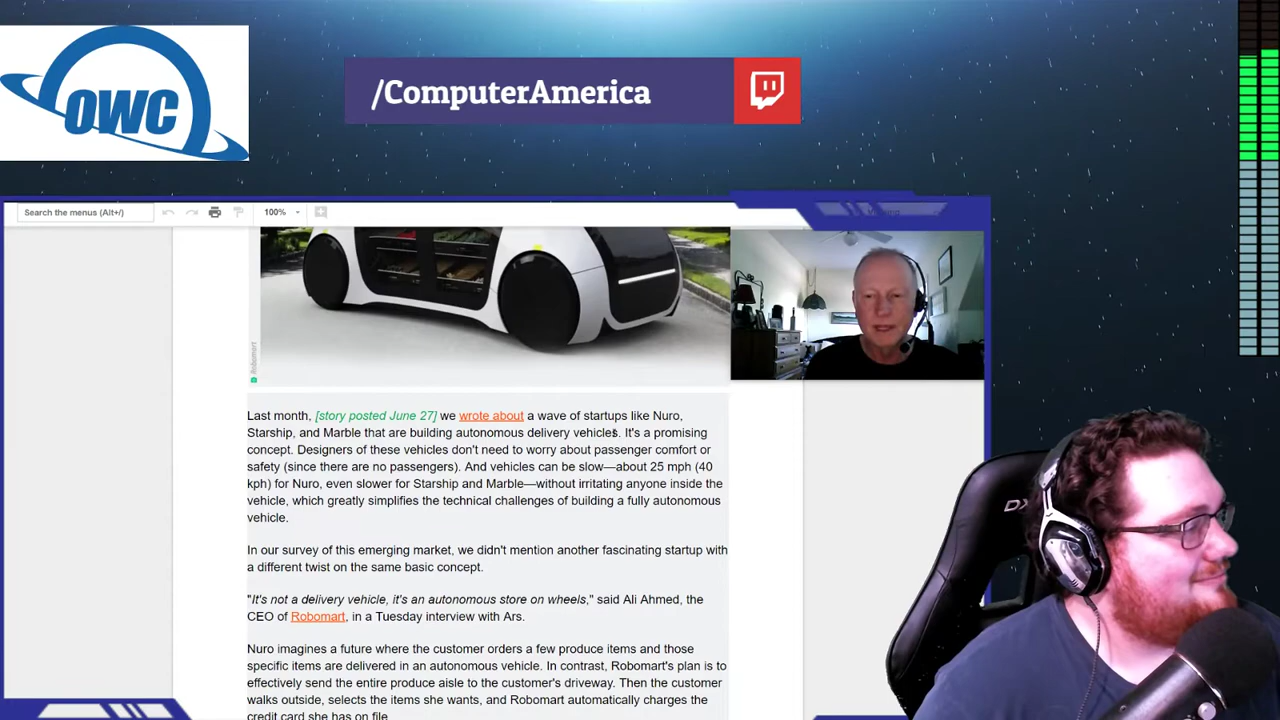 OWC
/ComputerAmerica
Search the menus (Alt+/)
100%
Robomart
Last month, [story posted June 27] we wrote about a wave of startups like Nuro,
Starship, and Marble that are building autonomous delivery vehicles. It's a promising
concept. Designers of these vehicles don't need to worry about passenger comfort or
safety (since there are no passengers). And vehicles can be slow—about 25 mph (40
kph) for Nuro, even slower for Starship and Marble—without irritating anyone inside the
vehicle, which greatly simplifies the technical challenges of building a fully autonomous
vehicle.
In our survey of this emerging market, we didn't mention another fascinating startup with
a different twist on the same basic concept.
"It's not a delivery vehicle, it's an autonomous store on wheels," said Ali Ahmed, the
CEO of Robomart, in a Tuesday interview with Ars.
Nuro imagines a future where the customer orders a few produce items and those
specific items are delivered in an autonomous vehicle. In contrast, Robomart's plan is to
effectively send the entire produce aisle to the customer's driveway. Then the customer
walks outside, selects the items she wants, and Robomart automatically charges the
credit card she has on file.
DX